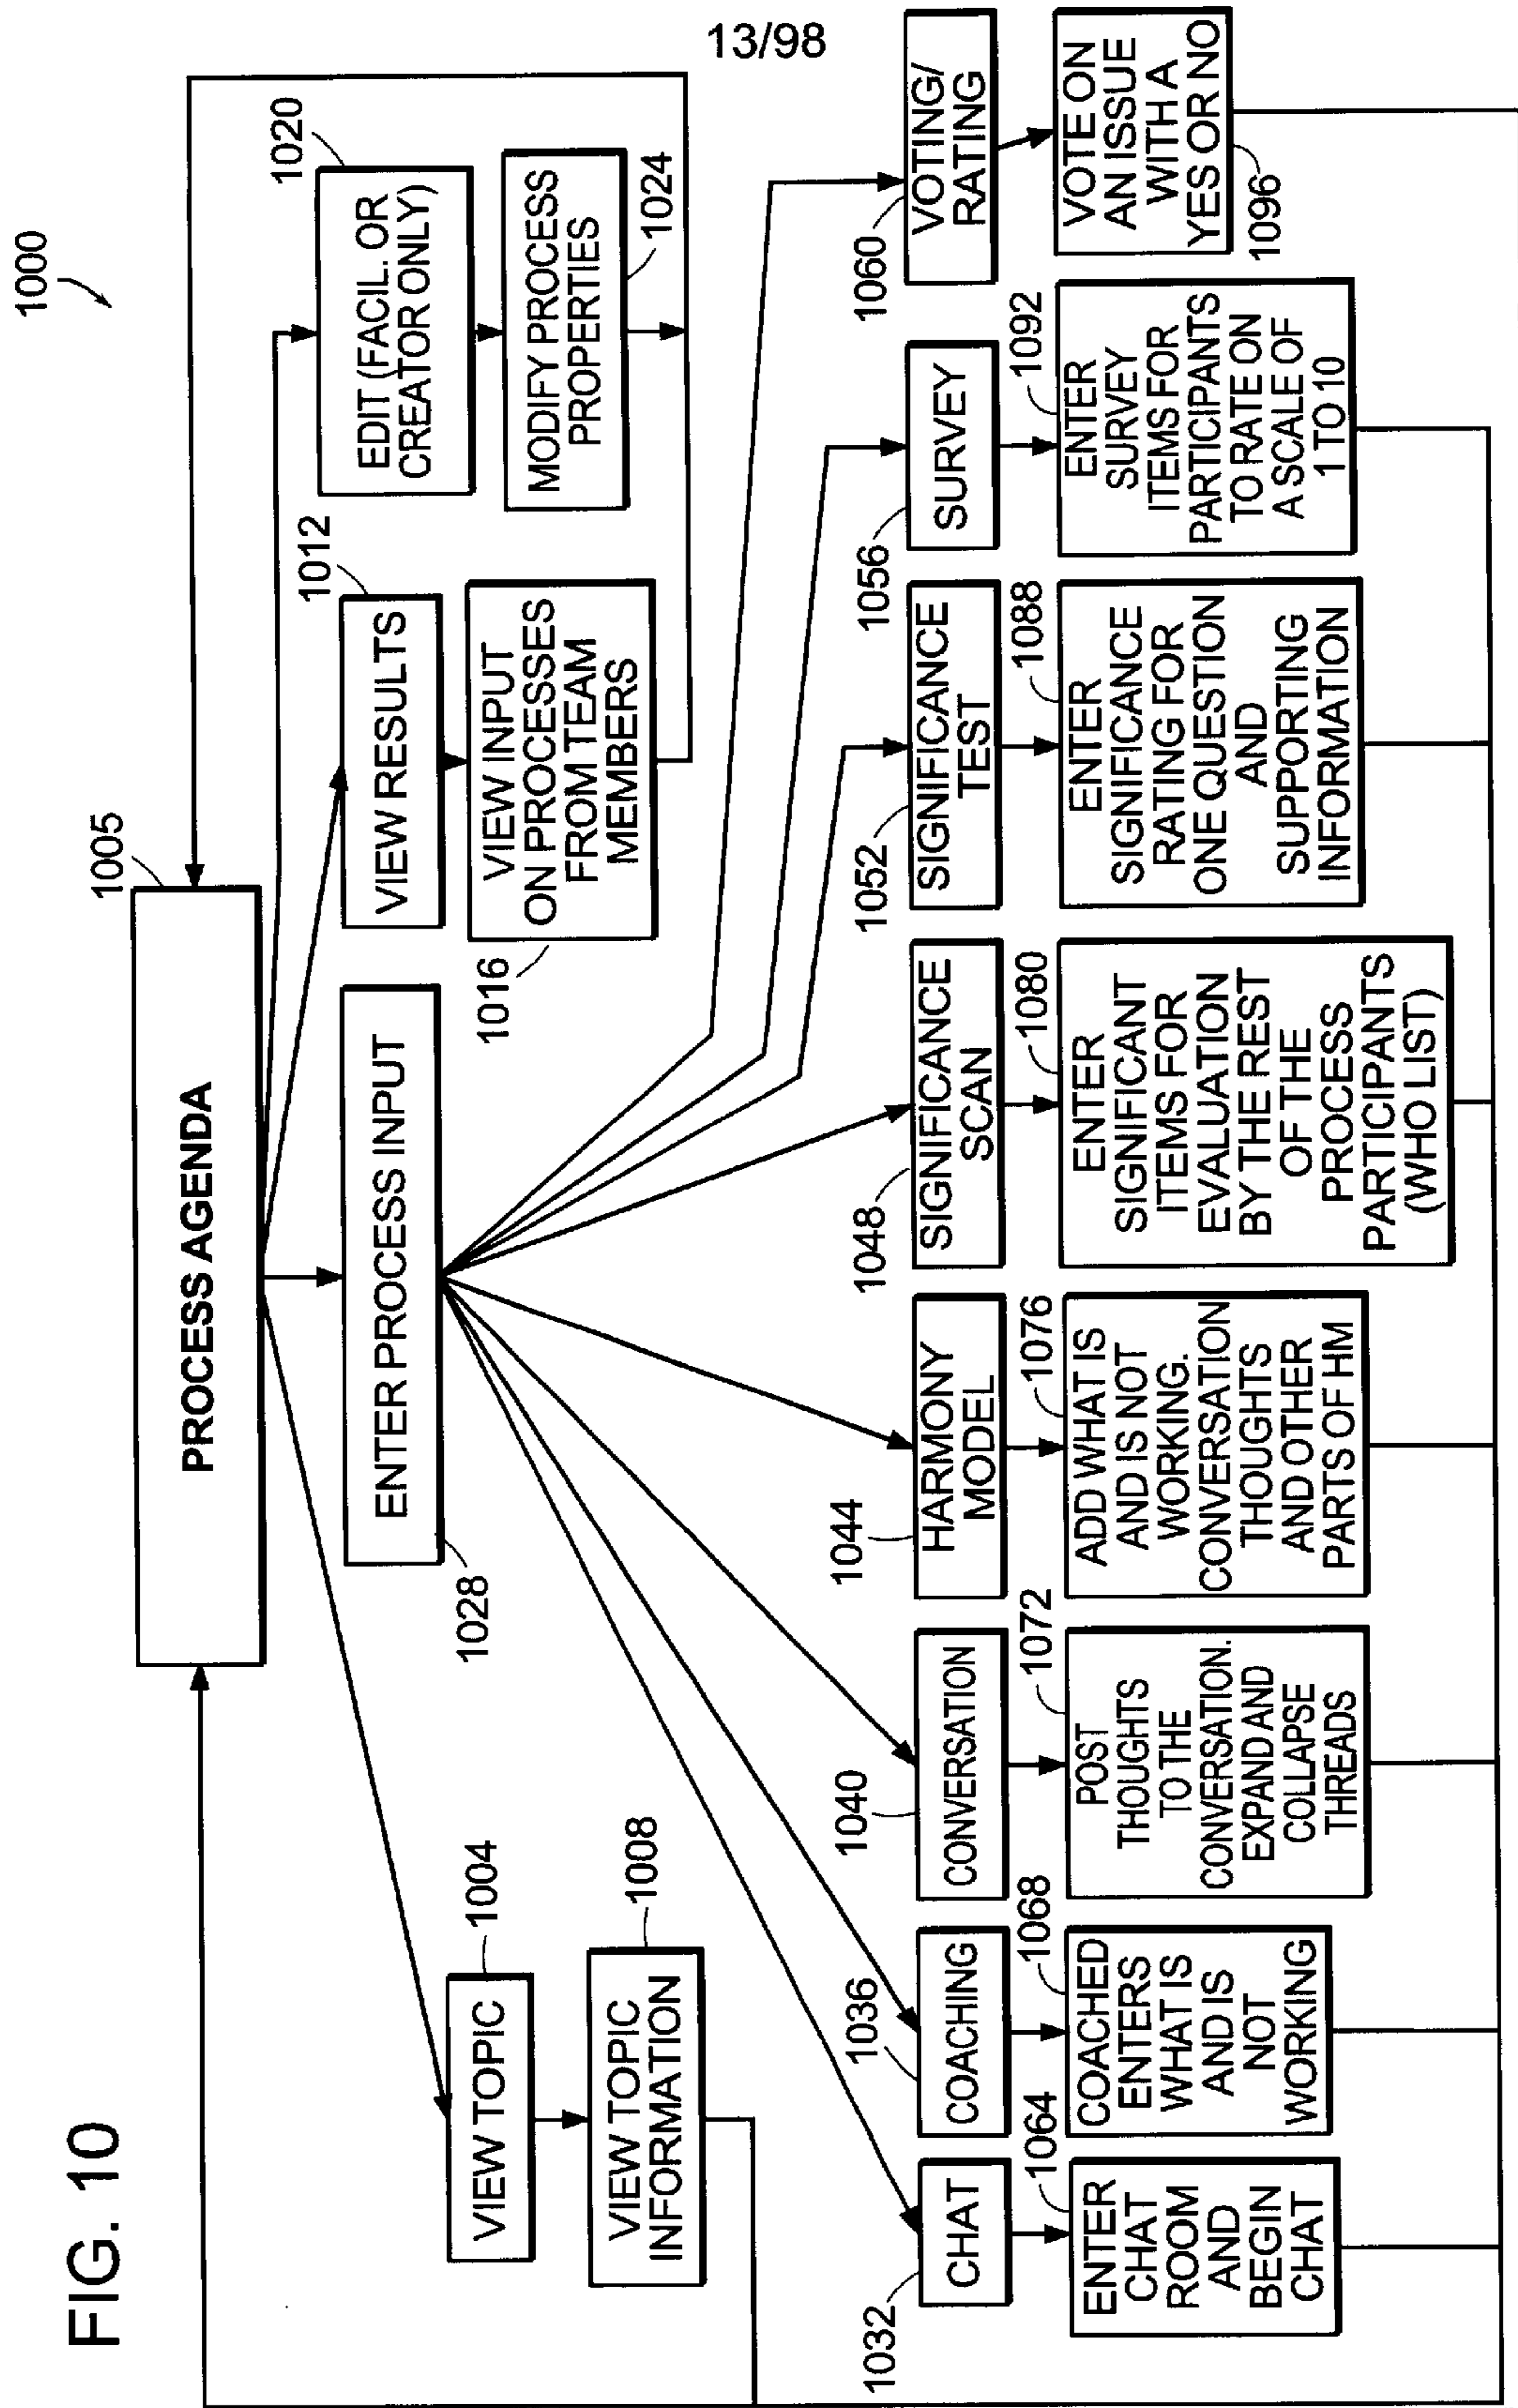 13/98
FIG. 10
1000
PROCESS AGENDA
1005
VIEW TOPIC
1004
VIEW TOPIC
INFORMATION
1008
ENTER PROCESS INPUT
1028
VIEW RESULTS
1012
VIEW INPUT
ON PROCESSES
FROM TEAM
MEMBERS
1016
EDIT (FACIL. OR
CREATOR ONLY)
1020
MODIFY PROCESS
PROPERTIES
1024
CHAT
1032
ENTER
CHAT
ROOM
AND
BEGIN
CHAT
1064
COACHING
1036
COACHED
ENTERS
WHAT IS
AND IS
NOT
WORKING
1068
CONVERSATION
1040
POST
THOUGHTS
TO THE
CONVERSATION.
EXPAND AND
COLLAPSE
THREADS
1072
HARMONY
MODEL
1044
ADD WHAT IS
AND IS NOT
WORKING.
CONVERSATION
THOUGHTS
AND OTHER
PARTS OF HM
1076
SIGNIFICANCE
SCAN
1048
ENTER
SIGNIFICANT
ITEMS FOR
EVALUATION
BY THE REST
OF THE
PROCESS
PARTICIPANTS
(WHO LIST)
1080
SIGNIFICANCE
TEST
1052
ENTER
SIGNIFICANCE
RATING FOR
ONE QUESTION
AND
SUPPORTING
INFORMATION
1088
SURVEY
1056
ENTER
SURVEY
ITEMS FOR
PARTICIPANTS
TO RATE ON
A SCALE OF
1 TO 10
1092
VOTING/
RATING
1060
VOTE ON
AN ISSUE
WITH A
YES OR NO
1096